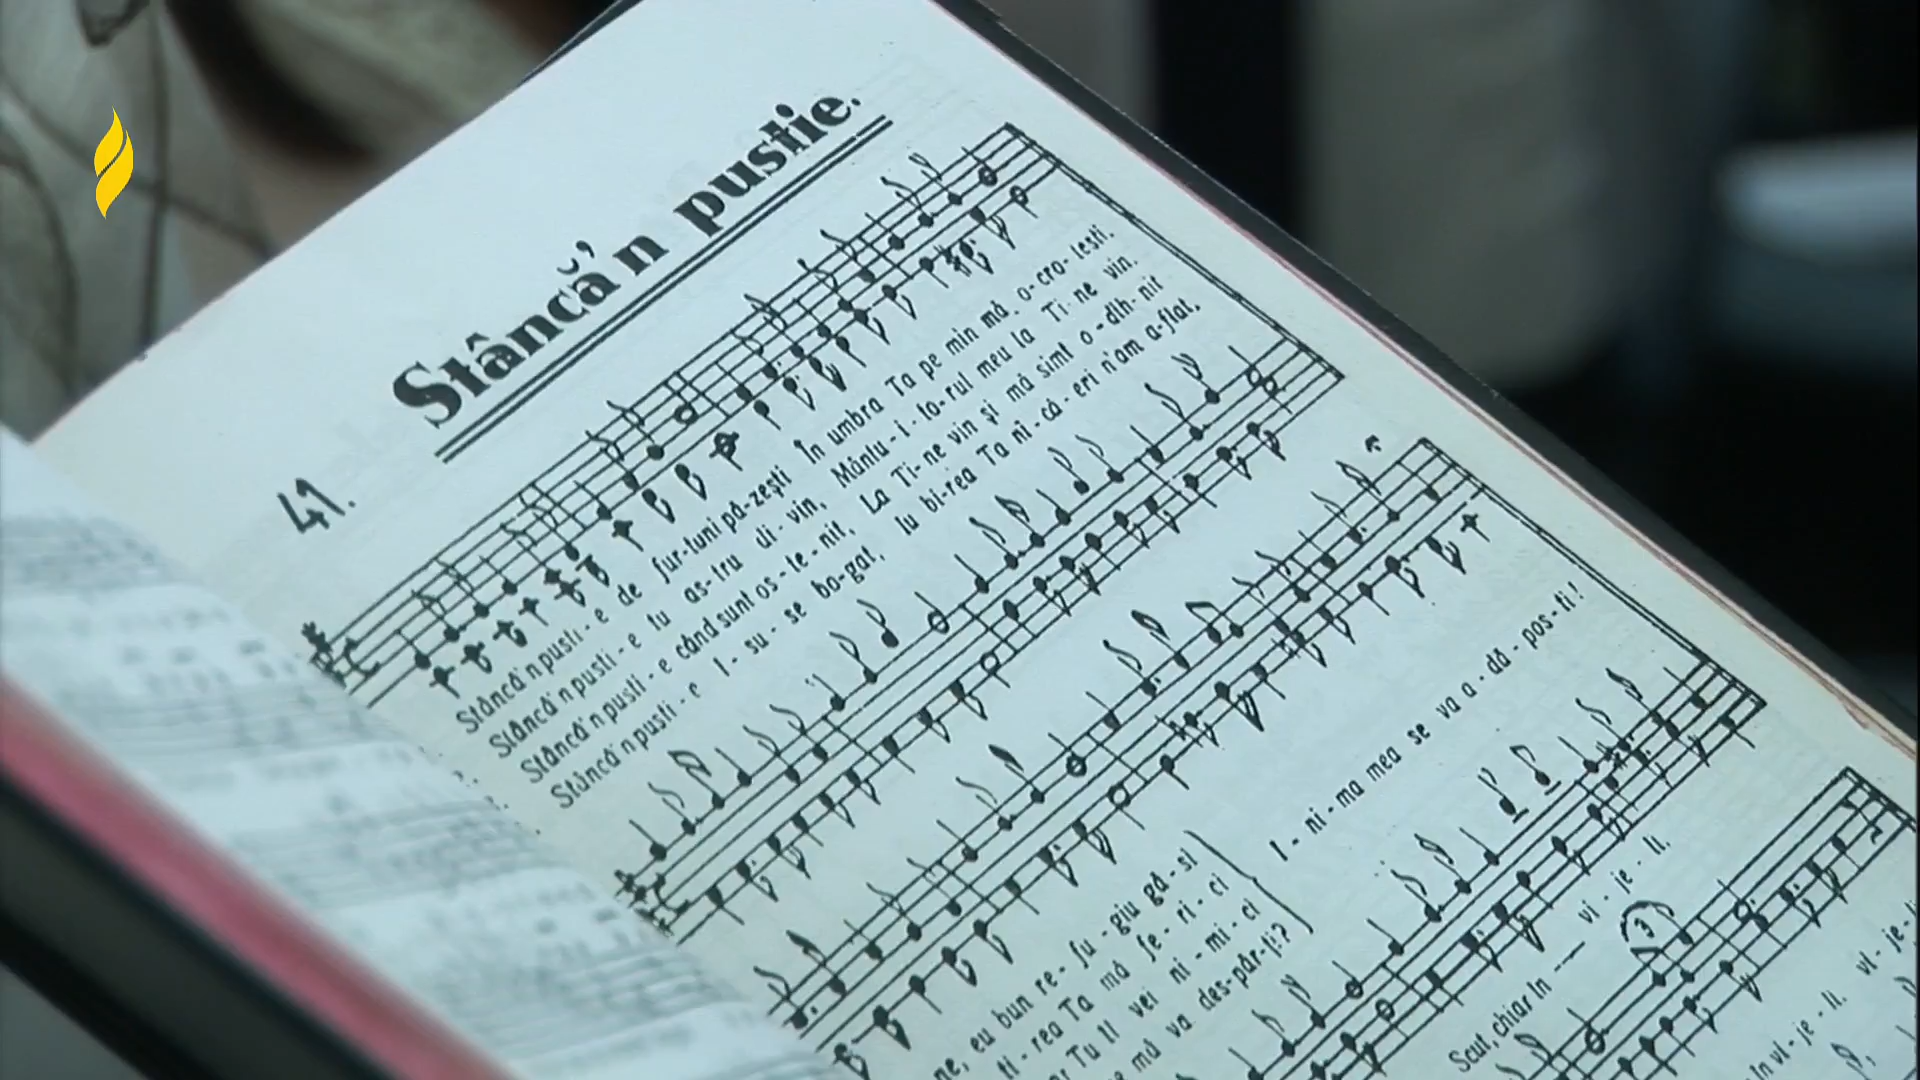 Stâncă'n pustie.
41.
Stâncă'n pusti - e de fur-tuni pă-zești În umbra Ta pe min mă o-cro-tești.
Stâncă'n pusti - e tu as-tru di - vin, Mântu - i - to-rul meu la Ti - ne vin.
Stâncă'n pusti - e când sunt os - te - nit, La Ti-ne vin și mă simt o - dih- nit
Stâncă'n pusti - e I - su - se bo-gat, Iu bi-rea Ta ni - că - eri n'am a-flat.
ne, eu bun re - fu - giu gă - si
ti - rea Ta mă fe - ri - ci
Tu ti vei ni - mi - ci
mă va des-păr-ți?
I - ni - ma mea se va a - dă - pos - ti!
Scut, chiar în --- vi - je - li.
3
în vi - je - li. vi - je-